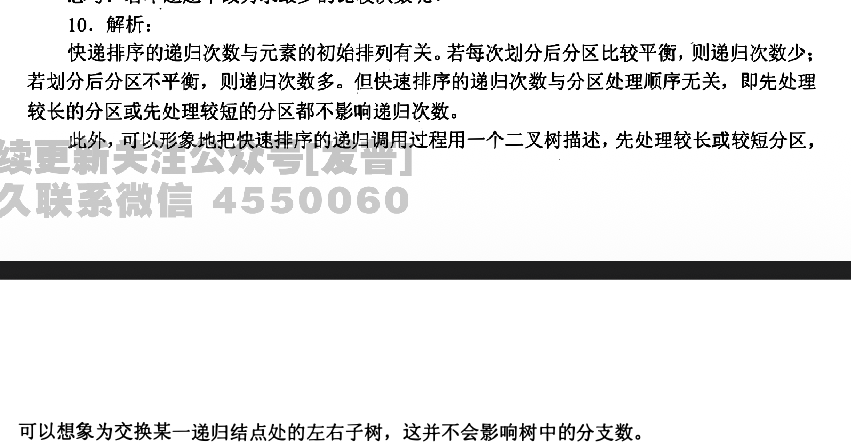 10．解析：
快递排序的递归次数与元素的初始排列有关。若每次划分后分区比较平衡，则递归次数少；
若划分后分区不平衡，则递归次数多。但快速排序的递归次数与分区处理顺序无关，即先处理
较长的分区或先处理较短的分区都不影响递归次数。
此外，可以形象地把快速排序的递归调用过程用一个二叉树描述，先处理较长或较短分区，
续更新关注公众号[友普]
久联系微信 4550060
可以想象为交换某一递归结点处的左右子树，这并不会影响树中的分支数。